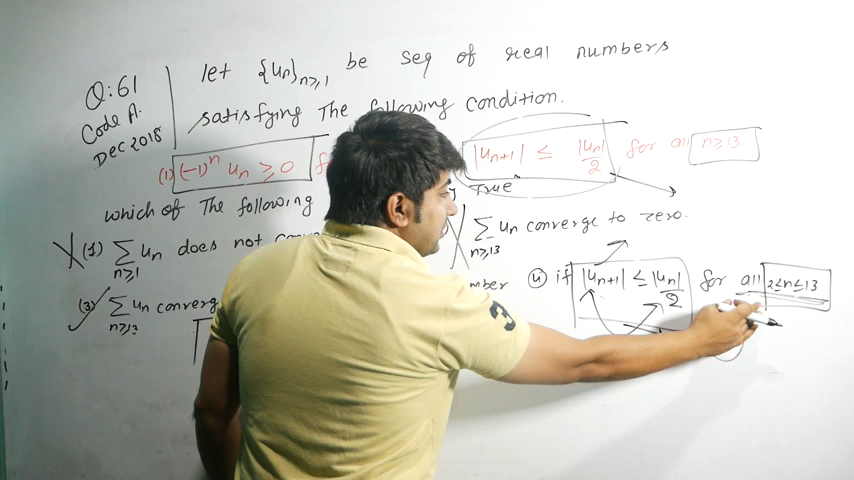 Q:61
Code A.
Dec 2018
let {un}n≥1 be seq of real numbers
satisfying The following condition.
(1) (-1)^n un ≥ 0 |un+1| ≤ |un|/2 for all n≥13
which of The following True
X (1) ∑n≥1 un does not X ∑n≥13 un converge to zero.
(3) ∑n≥13 un (4) if |un+1| ≤ |un|/2 for all 2≤n≤13
3